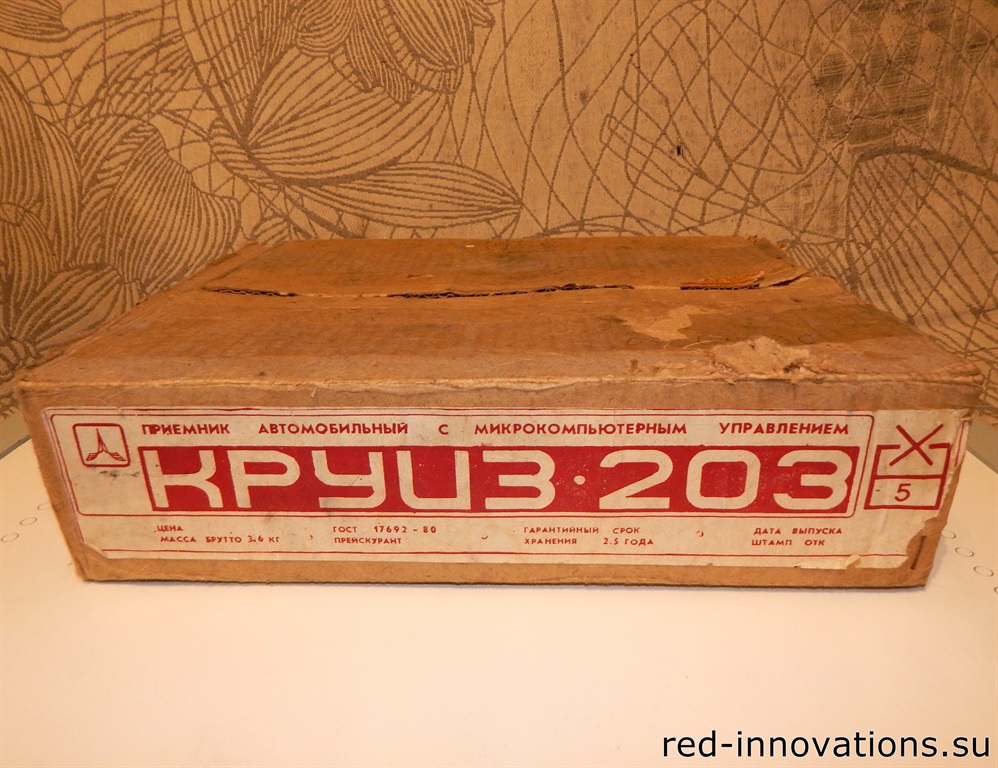 ПРИЕМНИК АВТОМОБИЛЬНЫЙ С МИКРОКОМПЬЮТЕРНЫМ УПРАВЛЕНИЕМ
КРУИЗ·203
5
ЦЕНА ГОСТ 17692-80 ГАРАНТИЙНЫЙ СРОК ДАТА ВЫПУСКА
МАССА БРУТТО 3,6 КГ ПРЕЙСКУРАНТ ХРАНЕНИЯ 2.5 ГОДА ШТАМП ОТК
red-innovations.su